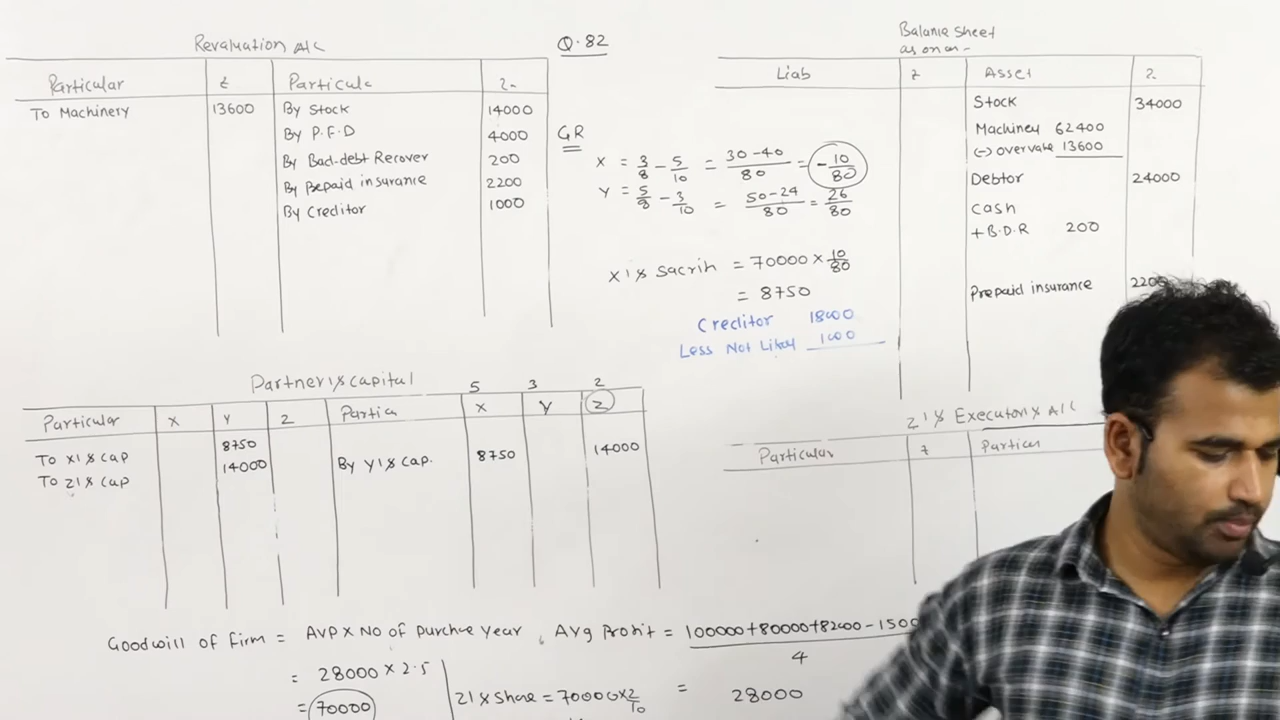 Revaluation A/c
Particular ₹ Particulc ₹
To Machinery 13600 By Stock 14000
By P.F.D 4000
By Bad-debt Recover 200
By Prepaid insurance 2200
By Creditor 1000
Q.82
GR
X = 3/8 - 5/10 = 30-40/80 = -10/80
Y = 5/8 - 3/10 = 50-24/80 = 26/80
X's Sacrih = 70000 × 10/80
= 8750
Creditor 18000
Less Not Likely 1000
Balance Sheet
as on
Liab ₹ Asset ₹
Stock 34000
Machiney 62400
(-) overvale 13600
Debtor 24000
cash
+ B.D.R 200
Prepaid insurance 2200
Partner's capital
5 3 2
Particular X Y Z Partica X Y Z
To X's Cap 8750 By Y's Cap. 8750 14000
To Z's Cap 14000
Z's Executor's A/c
Particular ₹ Particu
Goodwill of Firm = AVP × No of Purchase Year , Avg Profit = 100000+80000+82000-1500
4
= 28000 × 2.5
= 70000
Z's Share = 70000 × 2/10
= 28000